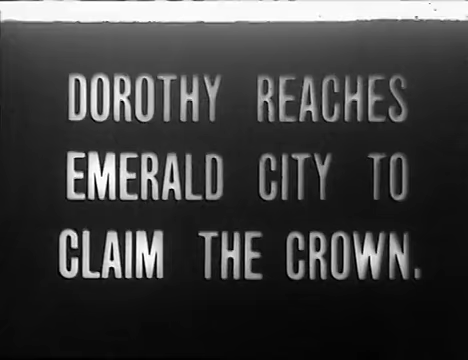 DOROTHY REACHES
EMERALD CITY TO
CLAIM THE CROWN.